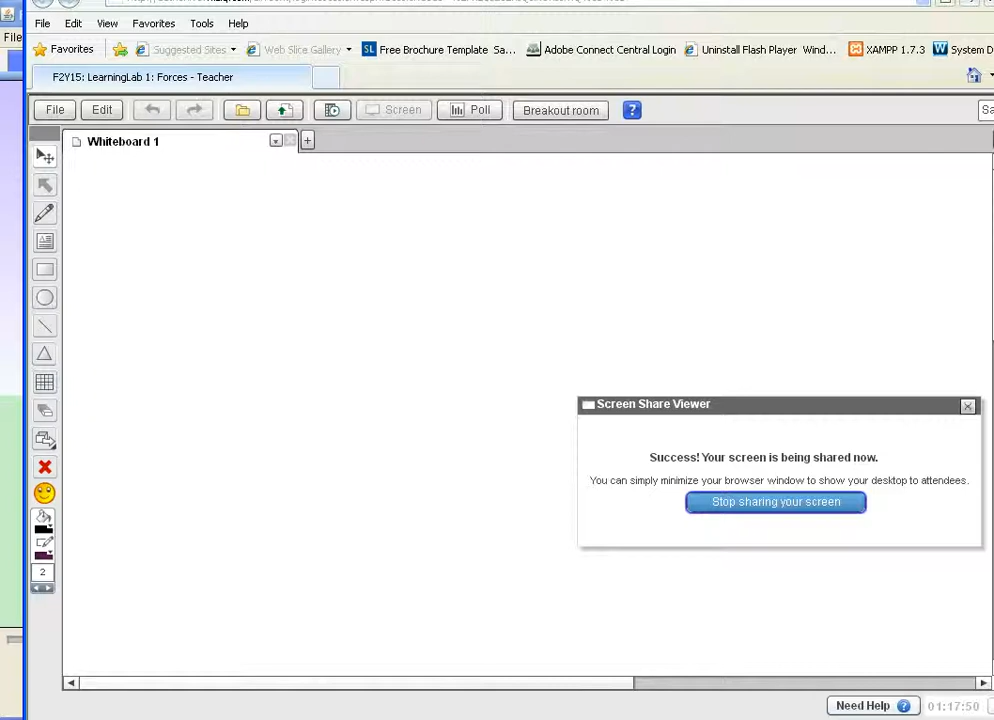 File
File Edit View Favorites Tools Help
Favorites Suggested Sites Web Slice Gallery SL Free Brochure Template Sa... Adobe Connect Central Login Uninstall Flash Player Wind... XAMPP 1.7.3 W System D
F2Y15: LearningLab 1: Forces - Teacher
File Edit Screen Poll Breakout room ? Sa
Whiteboard 1 +
Screen Share Viewer
Success! Your screen is being shared now.
You can simply minimize your browser window to show your desktop to attendees.
Stop sharing your screen
2
Need Help ? 01:17:50